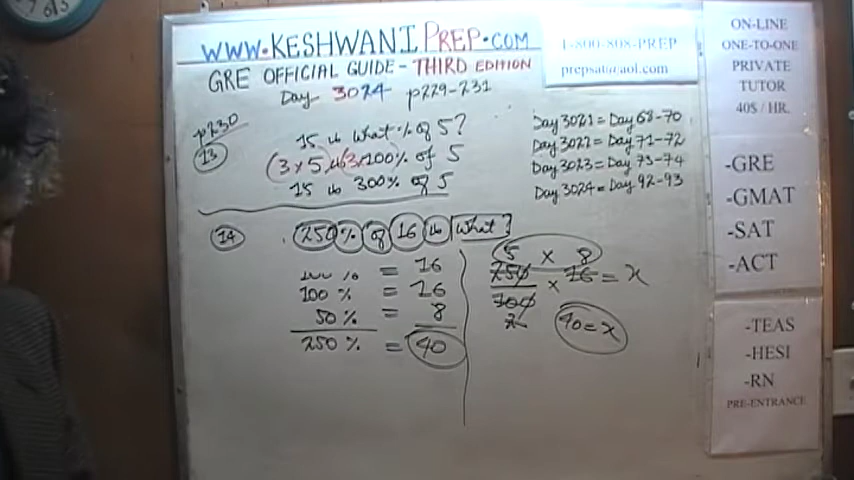 WWW.KESHWANIPREP.COM
GRE OFFICIAL GUIDE - THIRD EDITION
Day 3024 p229-231
1-800-808-PREP
prepsat@aol.com
p230
13
15 is what % of 5?
(3 x 5) is (3x100% of 5
15 is 300% of 5
Day 3021 = Day 68-70
Day 3022 = Day 71-72
Day 3023 = Day 73-74
Day 3024 = Day 92-93
14
250 % of 16 is what?
100 % = 16
100 % = 16
50 % = 8
250 % = 40
5 x 8
250 x 16 = x
100
2
40 = x
ON-LINE
ONE-TO-ONE
PRIVATE
TUTOR
40$ / HR.
-GRE
-GMAT
-SAT
-ACT
-TEAS
-HESI
-RN
PRE-ENTRANCE